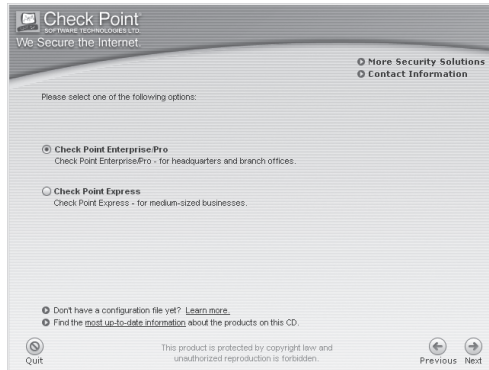 Check Point
SOFTWARE TECHNOLOGIES LTD.
We Secure the Internet.
More Security Solutions
Contact Information
Please select one of the following options:
Check Point Enterprise/Pro
Check Point Enterprise/Pro - for headquarters and branch offices.
Check Point Express
Check Point Express - for medium-sized businesses.
Don't have a configuration file yet? Learn more.
Find the most up-to-date information about the products on this CD.
Quit
This product is protected by copyright law and
unauthorized reproduction is forbidden.
Previous Next